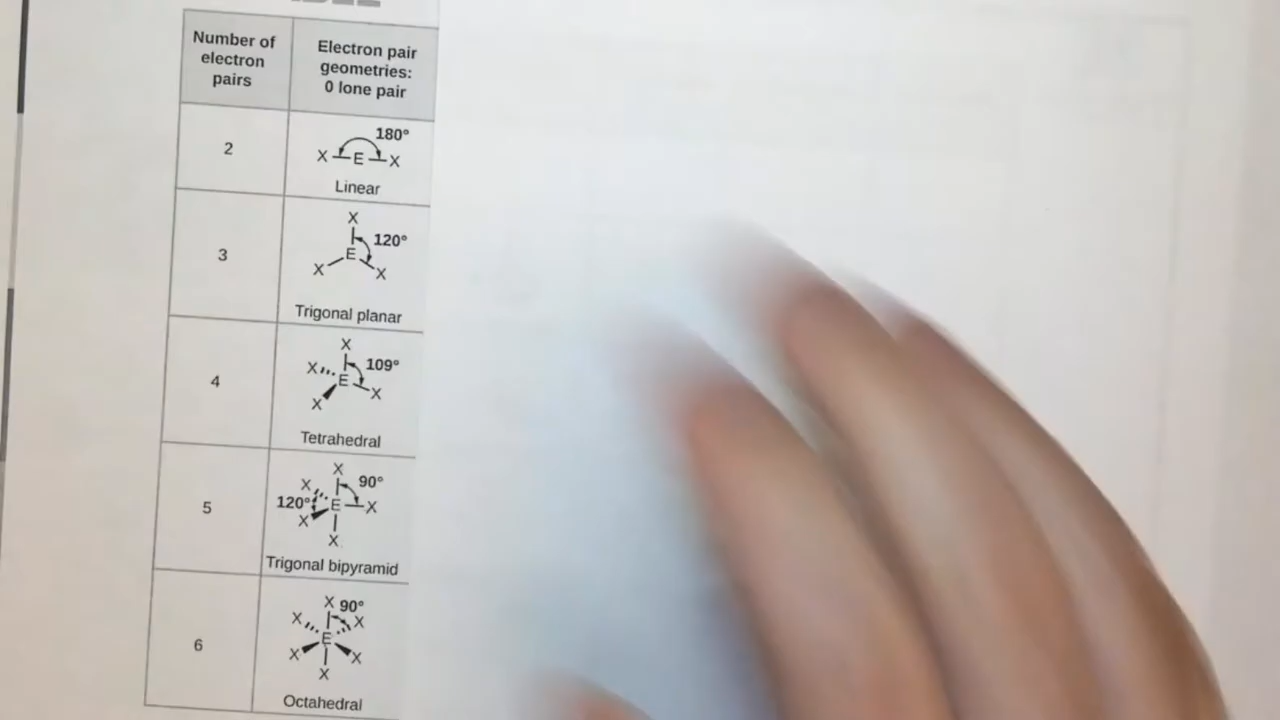 Number of
electron
pairs
Electron pair
geometries:
0 lone pair
2
180°
X E X
Linear
3
X
120°
E
X X
Trigonal planar
4
X
X 109°
E
X X
Tetrahedral
5
X
X 90°
120° E X
X
X
Trigonal bipyramid
6
X 90°
X X
E
X X
X
Octahedral